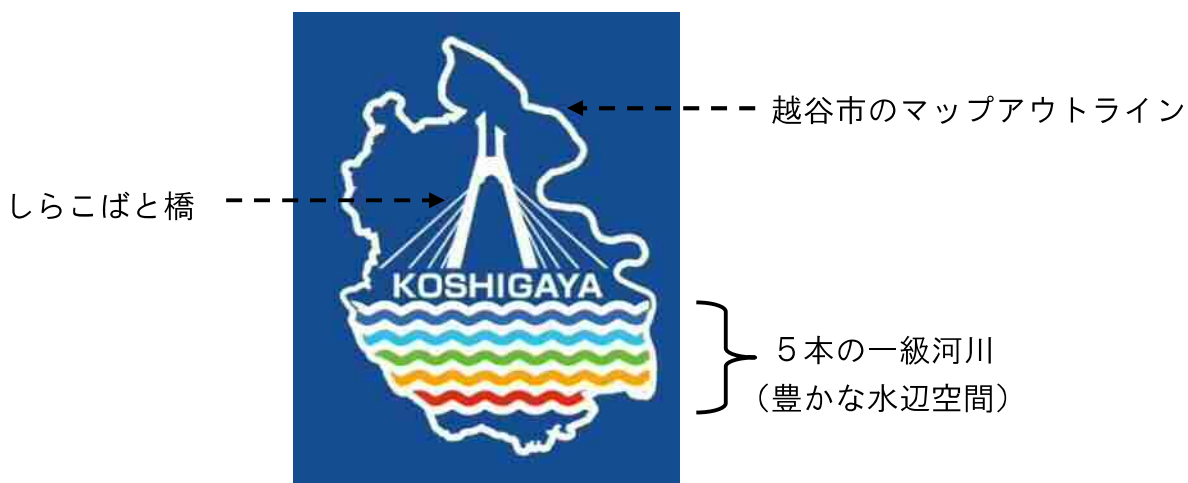 越谷市のマップアウトライン
しらこばと橋
KOSHIGAYA
５本の一級河川
（豊かな水辺空間）